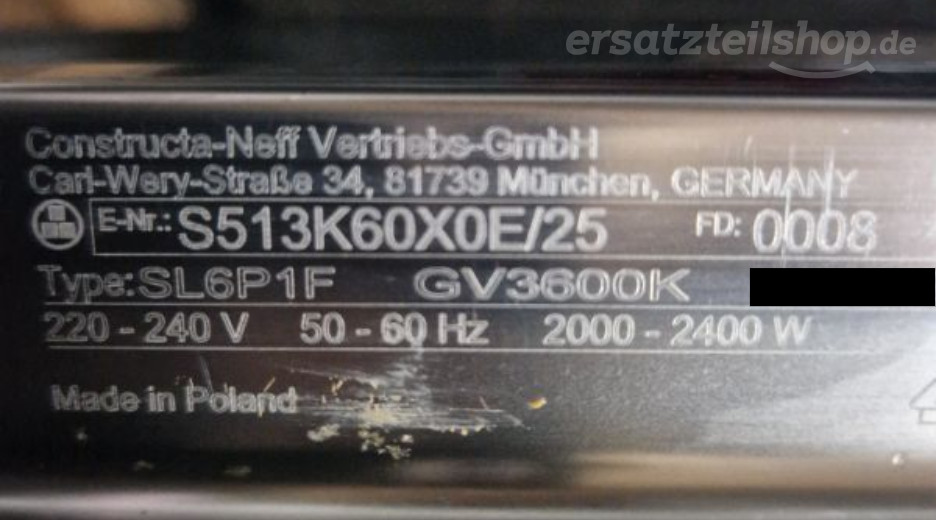 ersatzteilshop.de
Constructa-Neff Vertriebs-GmbH
Carl-Wery-Straße 34, 81739 München, GERMANY
E-Nr.: S513K60X0E/25 FD: 0008
Type: SL6P1F GV3600K
220 - 240 V 50 - 60 Hz 2000 - 2400 W
Made in Poland